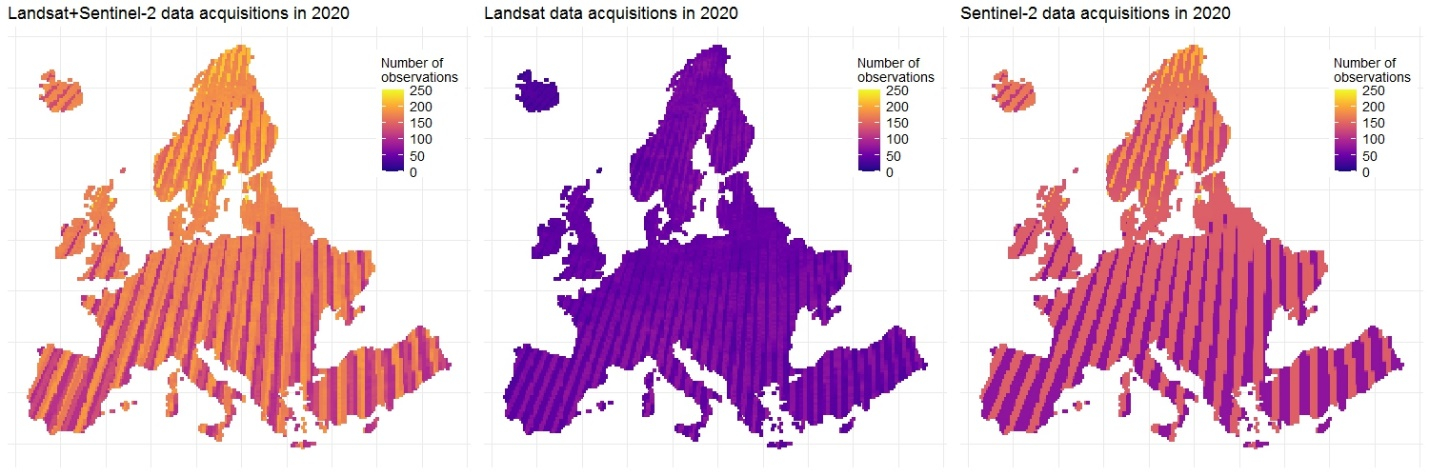 Landsat+Sentinel-2 data acquisitions in 2020
Number of
observations
250
200
150
100
50
0
Landsat data acquisitions in 2020
Number of
observations
250
200
150
100
50
0
Sentinel-2 data acquisitions in 2020
Number of
observations
250
200
150
100
50
0